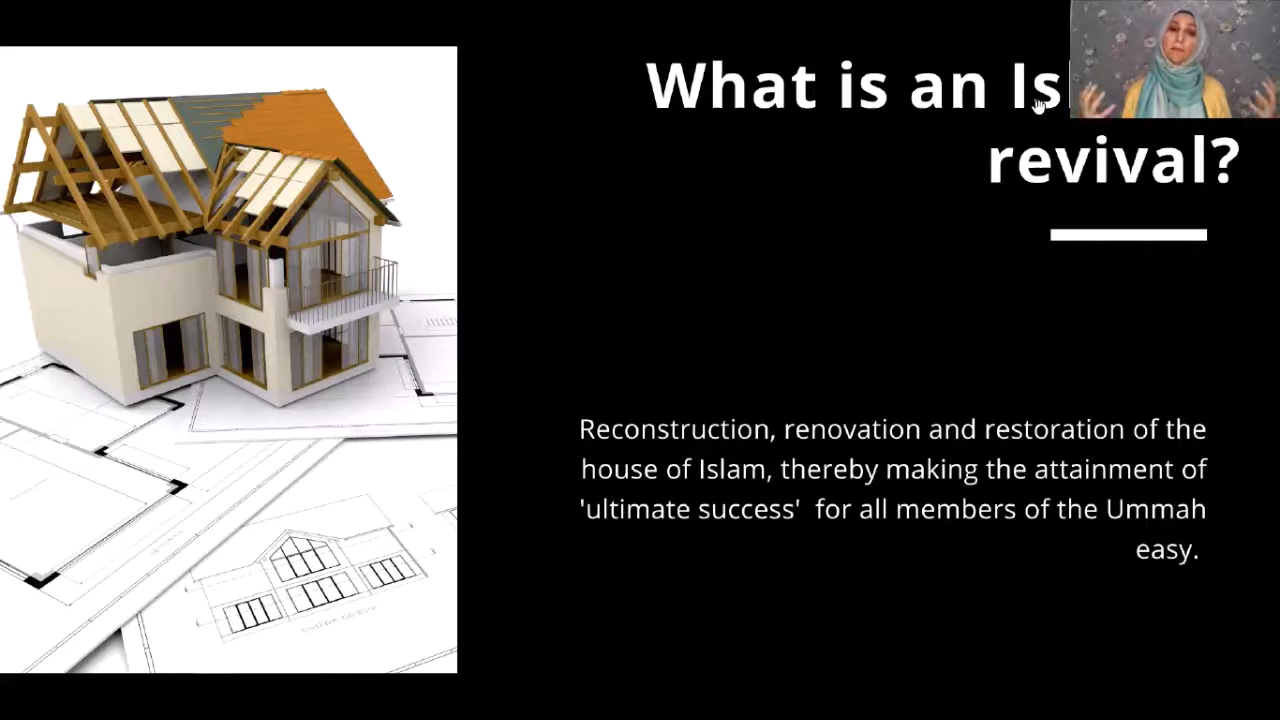 What is an Is
revival?
Reconstruction, renovation and restoration of the
house of Islam, thereby making the attainment of
'ultimate success' for all members of the Ummah
easy.